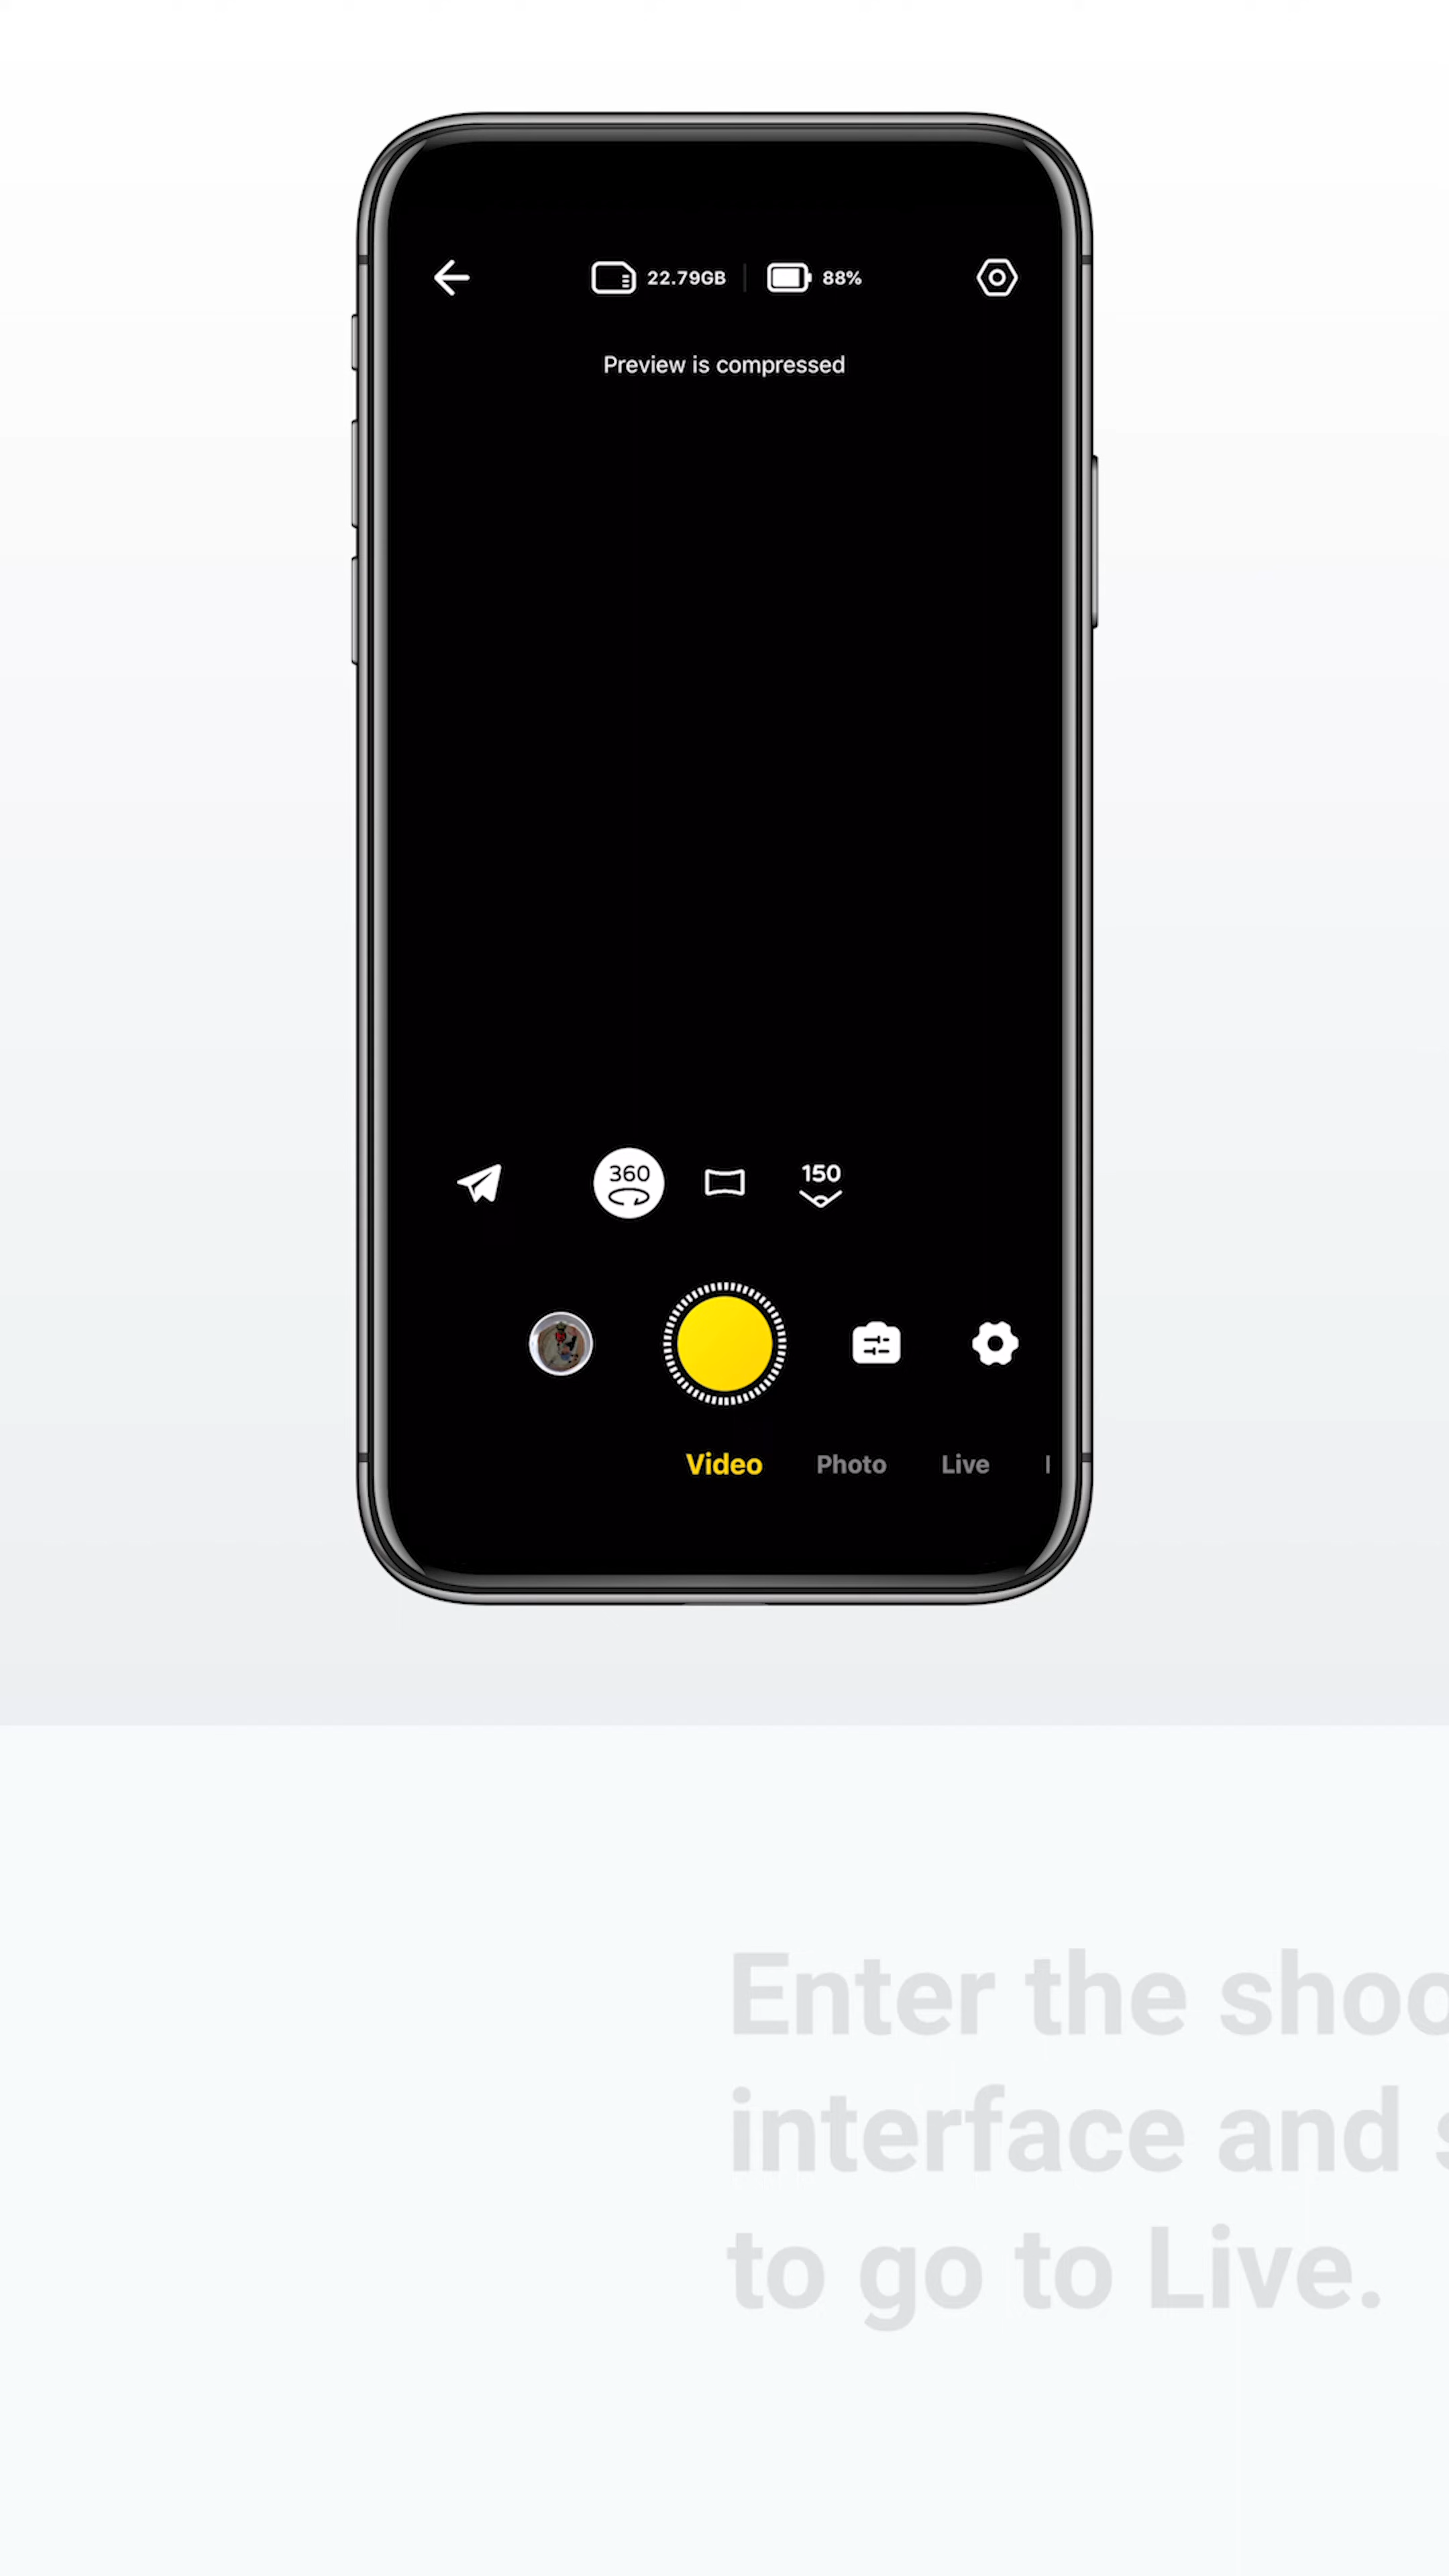 22.79GB 88%
Preview is compressed
360 150
Video Photo Live
Enter the shoo
interface and s
to go to Live.